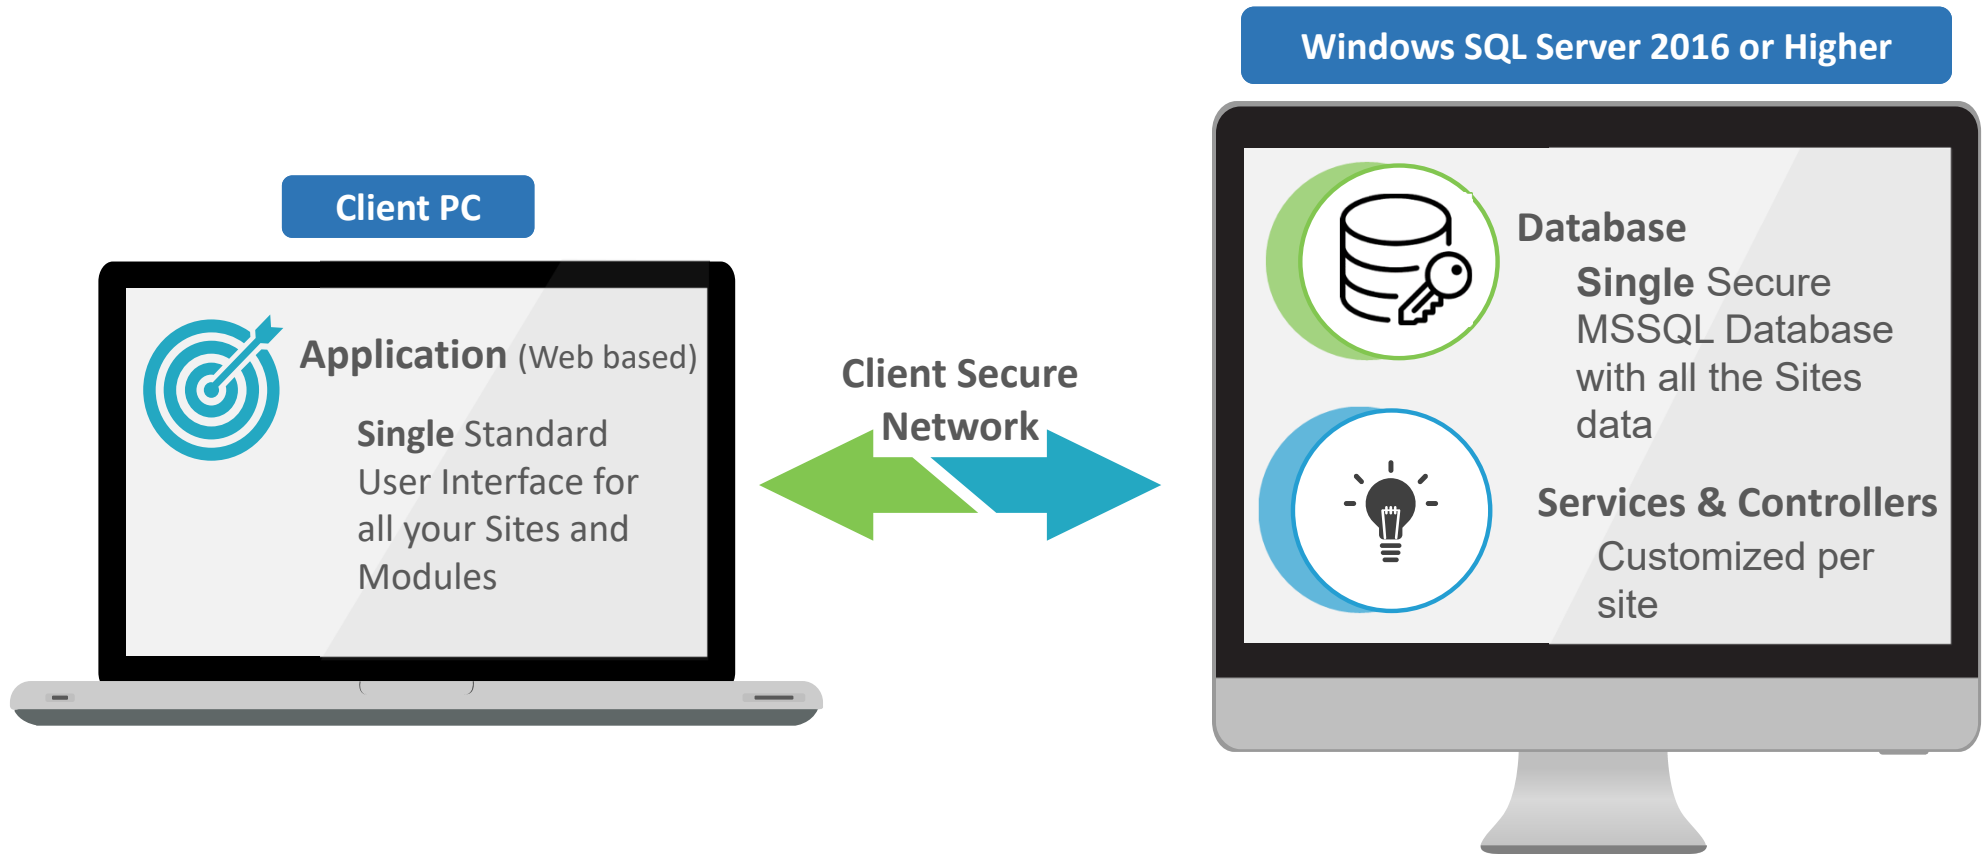 Windows SQL Server 2016 or Higher
Client PC
Application (Web based)
Single Standard
User Interface for
all your Sites and
Modules
Client Secure
Network
Database
Single Secure
MSSQL Database
with all the Sites
data
Services & Controllers
Customized per
site